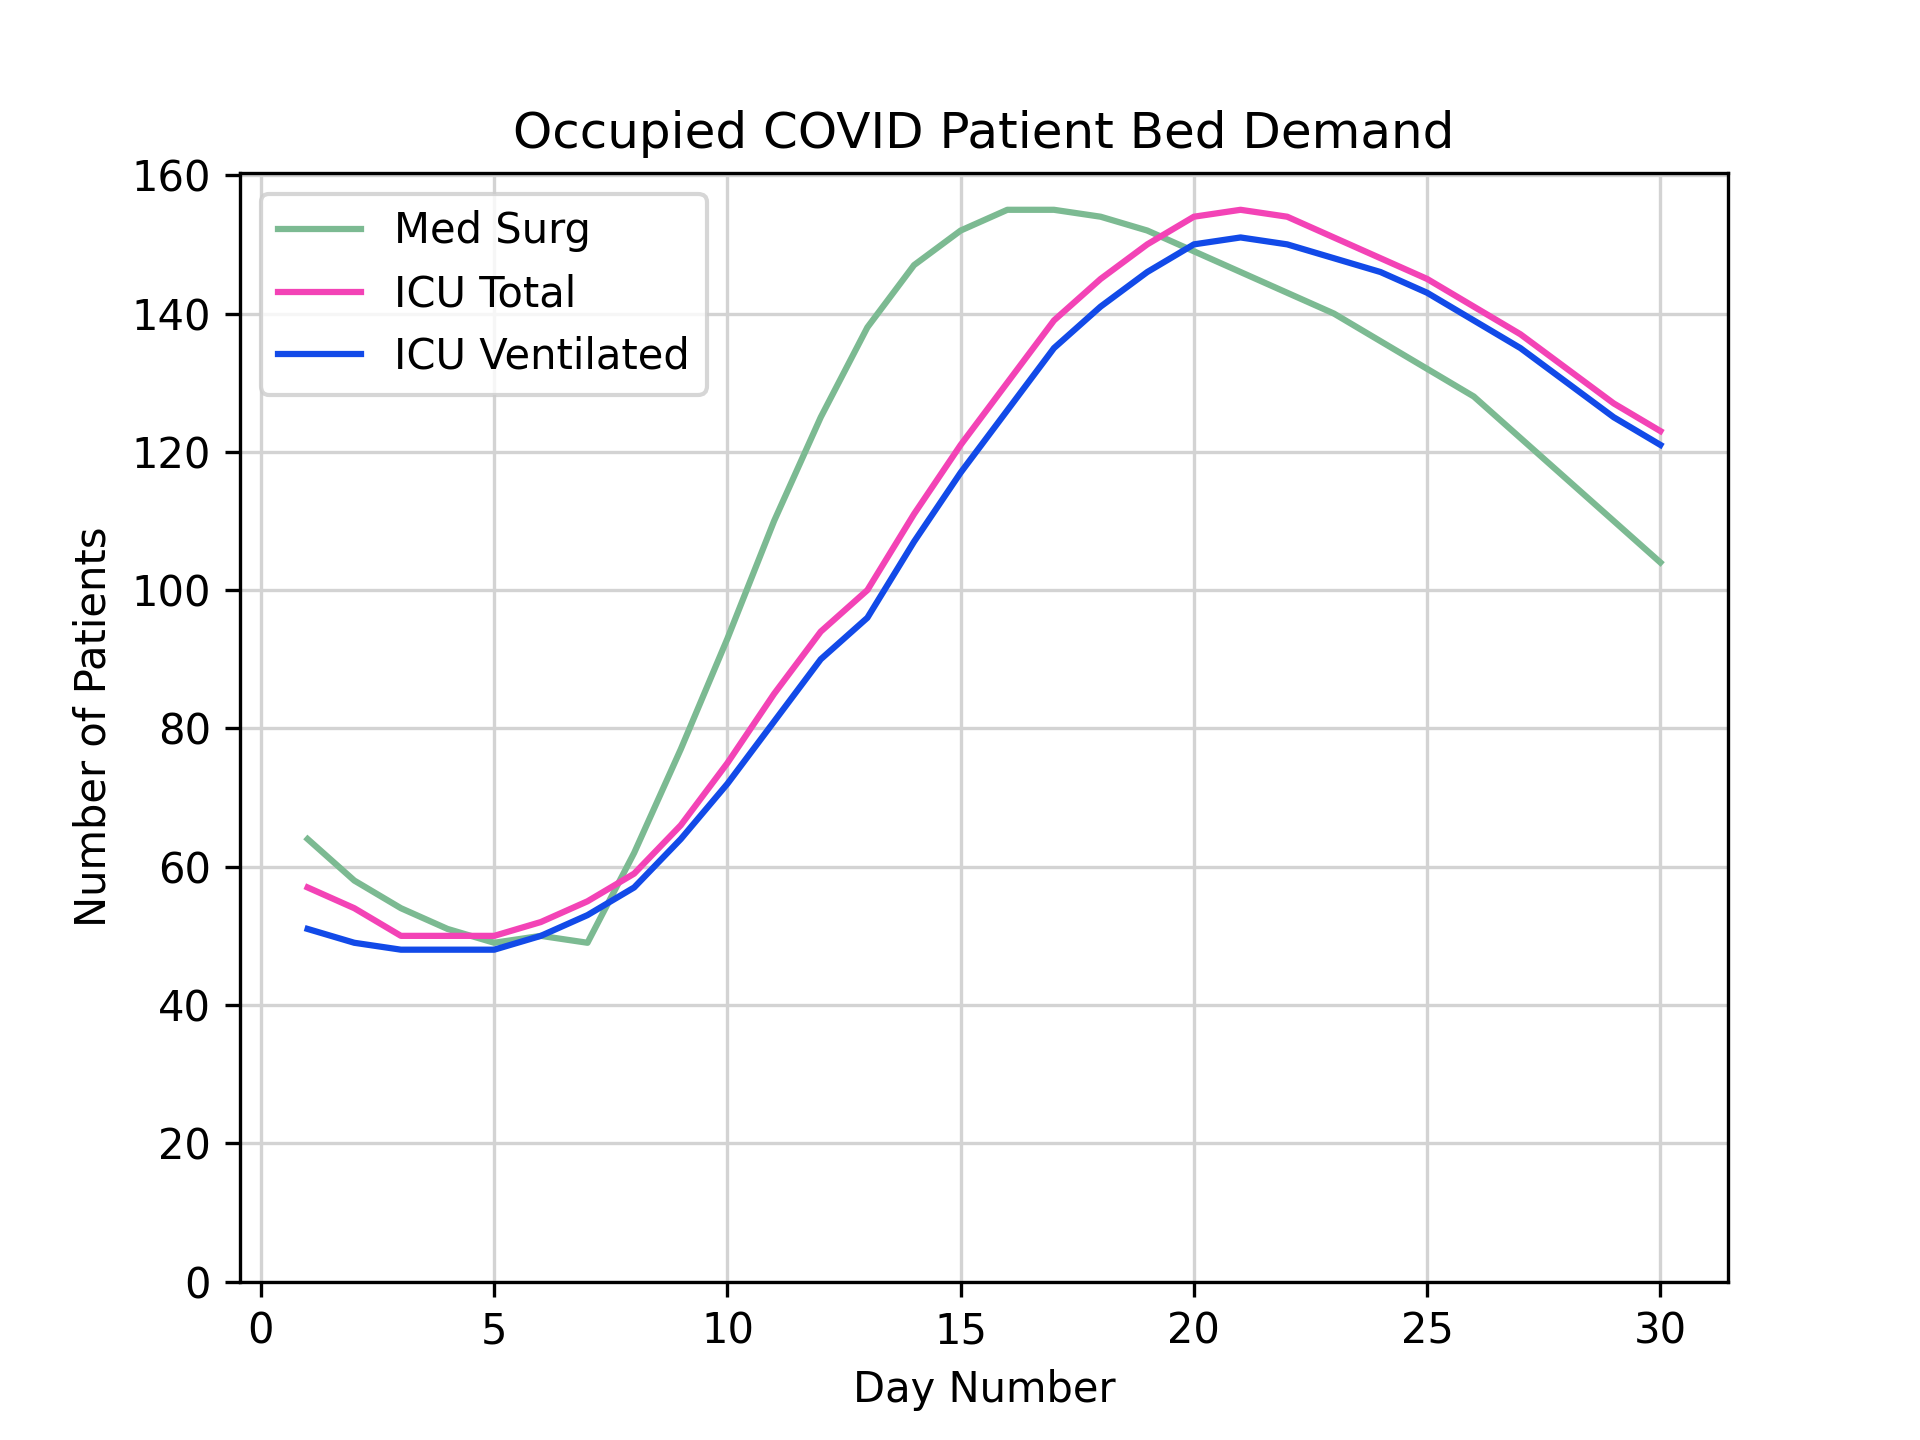 Occupied COVID Patient Bed Demand
160
140
120
100
80
60
40
20
0
Number of Patients
Med Surg
ICU Total
ICU Ventilated
0 5 10 15 20 25 30
Day Number